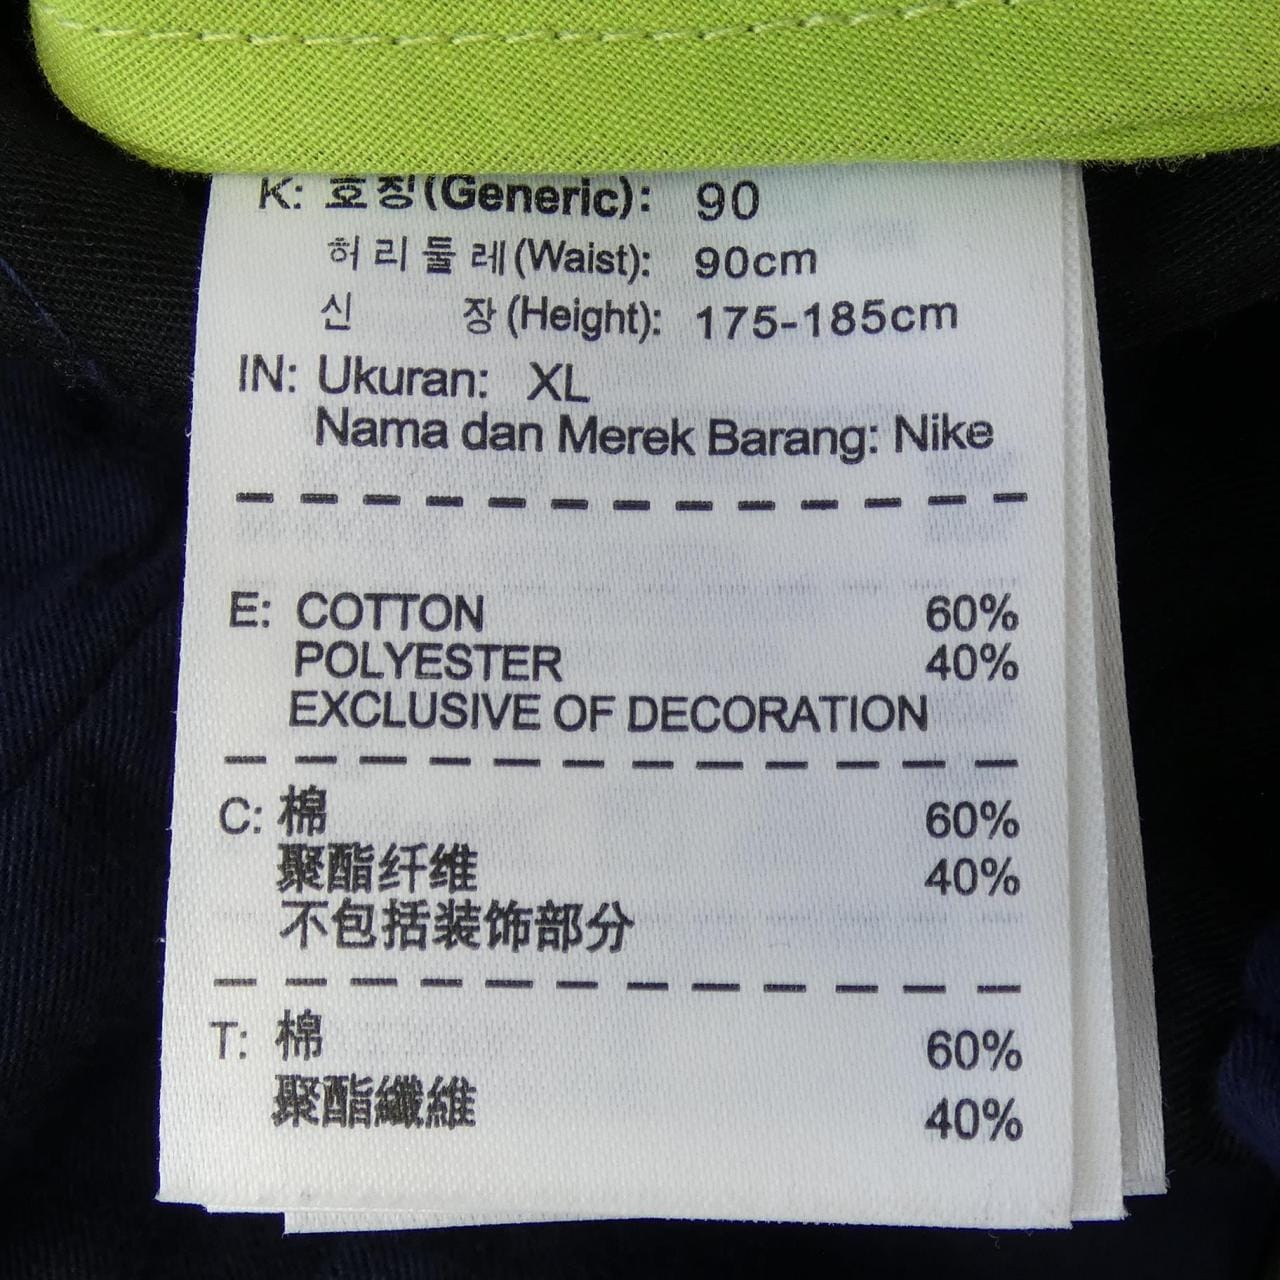 K: 호칭(Generic): 90
허리둘레(Waist): 90cm
신 장(Height): 175-185cm
IN: Ukuran: XL
Nama dan Merek Barang: Nike
E: COTTON 60%
POLYESTER 40%
EXCLUSIVE OF DECORATION
C: 棉 60%
聚酯纤维 40%
不包括装饰部分
T: 棉 60%
聚酯纖維 40%